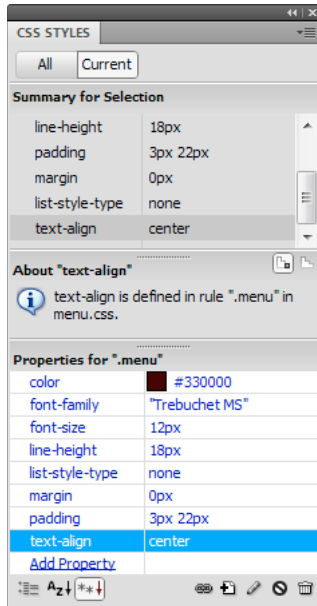 CSS STYLES
All Current
Summary for Selection
line-height 18px
padding 3px 22px
margin 0px
list-style-type none
text-align center
About "text-align"
text-align is defined in rule ".menu" in
menu.css.
Properties for ".menu"
color #330000
font-family "Trebuchet MS"
font-size 12px
line-height 18px
list-style-type none
margin 0px
padding 3px 22px
text-align center
Add Property